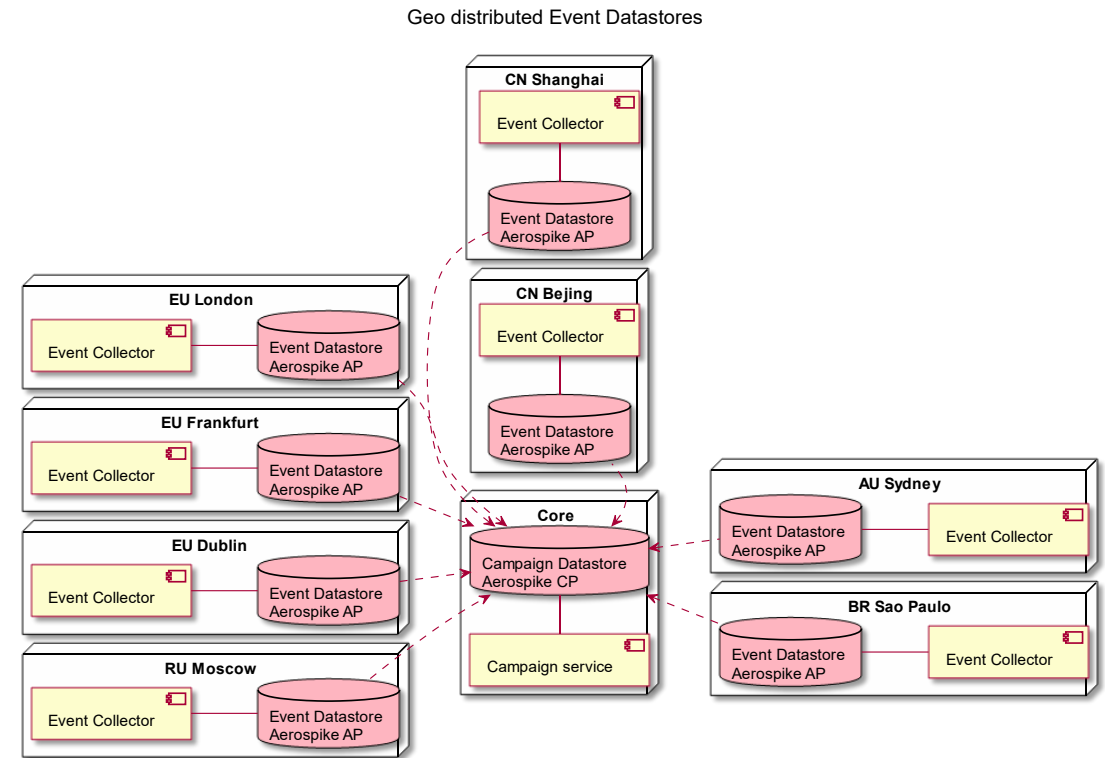 Geo distributed Event Datastores
CN Shanghai
Event Collector
Event Datastore
Aerospike AP
CN Bejing
Event Collector
Event Datastore
Aerospike AP
EU London
Event Collector
Event Datastore
Aerospike AP
EU Frankfurt
Event Collector
Event Datastore
Aerospike AP
EU Dublin
Event Collector
Event Datastore
Aerospike AP
RU Moscow
Event Collector
Event Datastore
Aerospike AP
Core
Campaign Datastore
Aerospike CP
Campaign service
AU Sydney
Event Datastore
Aerospike AP
Event Collector
BR Sao Paulo
Event Datastore
Aerospike AP
Event Collector